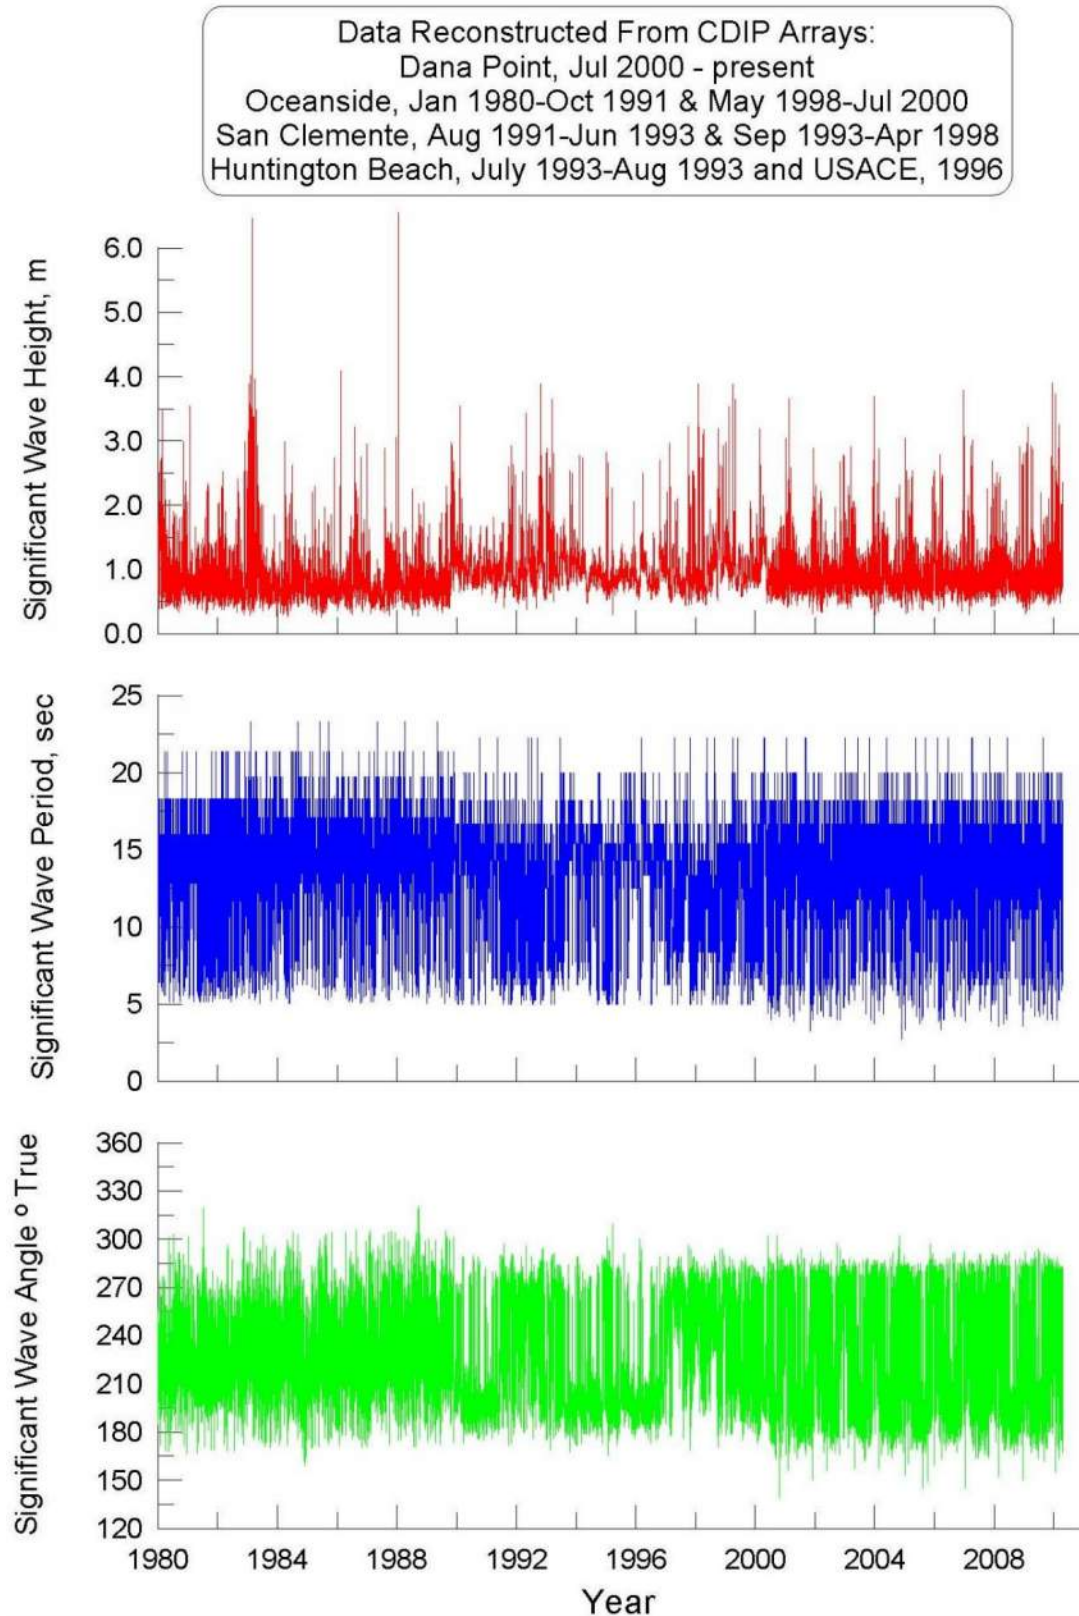 Data Reconstructed From CDIP Arrays:
Dana Point, Jul 2000 - present
Oceanside, Jan 1980-Oct 1991 & May 1998-Jul 2000
San Clemente, Aug 1991-Jun 1993 & Sep 1993-Apr 1998
Huntington Beach, July 1993-Aug 1993 and USACE, 1996
Significant Wave Height, m
6.0
5.0
4.0
3.0
2.0
1.0
0.0
Significant Wave Period, sec
25
20
15
10
5
0
Significant Wave Angle º True
360
330
300
270
240
210
180
150
120
1980 1984 1988 1992 1996 2000 2004 2008
Year